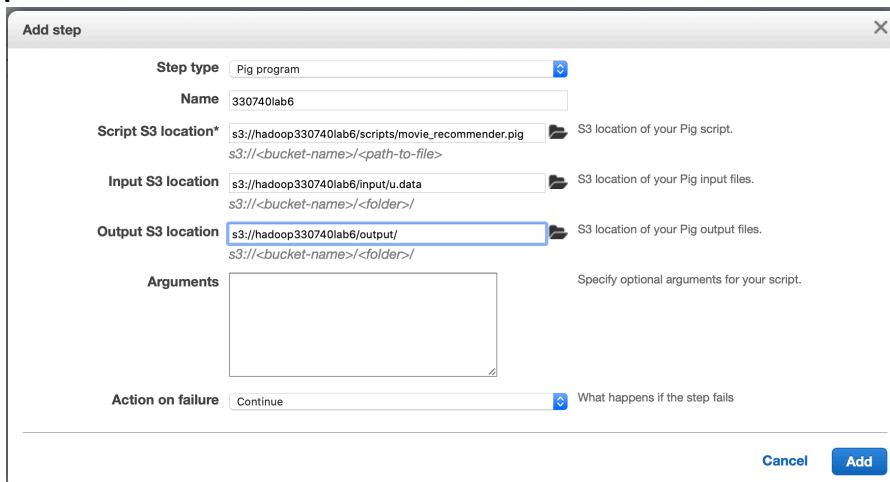 Add step
Step type Pig program
Name 330740lab6
Script S3 location* s3://hadoop330740lab6/scripts/movie_recommender.pig S3 location of your Pig script.
s3://<bucket-name>/<path-to-file>
Input S3 location s3://hadoop330740lab6/input/u.data S3 location of your Pig input files.
s3://<bucket-name>/<folder>/
Output S3 location s3://hadoop330740lab6/output/ S3 location of your Pig output files.
s3://<bucket-name>/<folder>/
Arguments Specify optional arguments for your script.
Action on failure Continue What happens if the step fails
Cancel Add